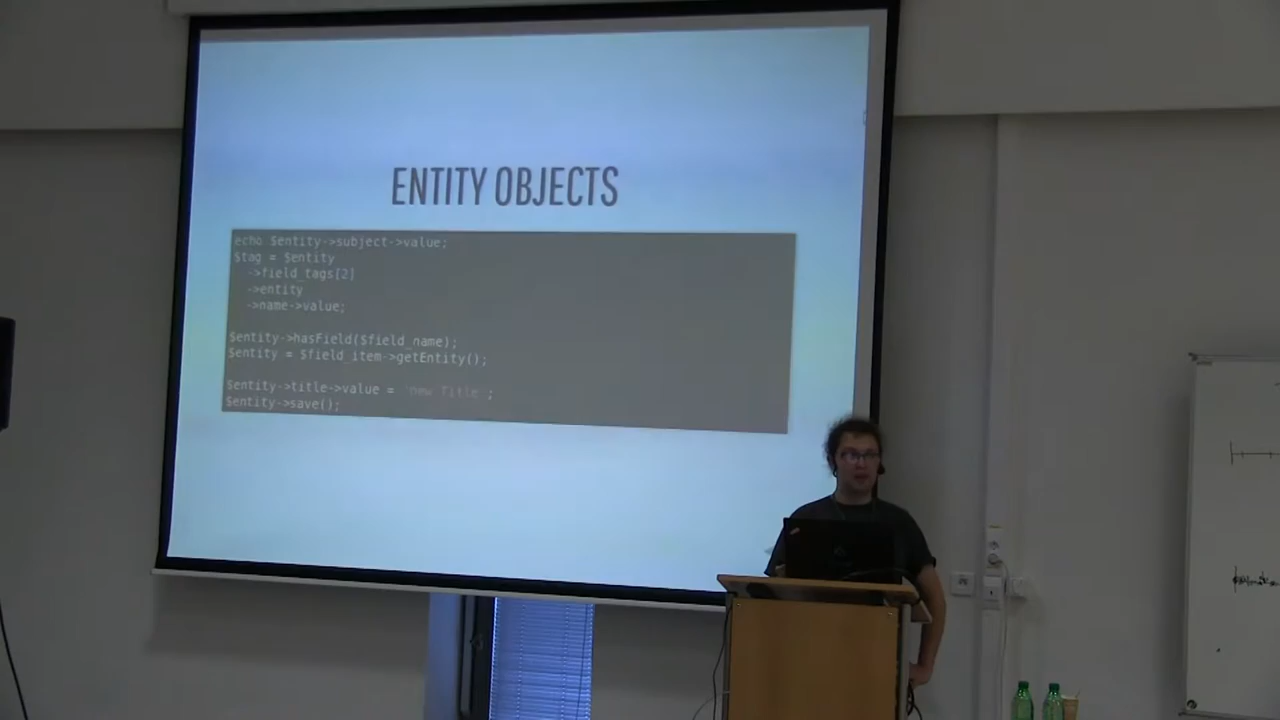 ENTITY OBJECTS
echo $entity->subject->value;
$tag = $entity
->field_tags[2]
->entity
->name->value;
$entity->hasField($field_name);
$entity = $field_item->getEntity();
$entity->title->value = 'new Title';
$entity->save();